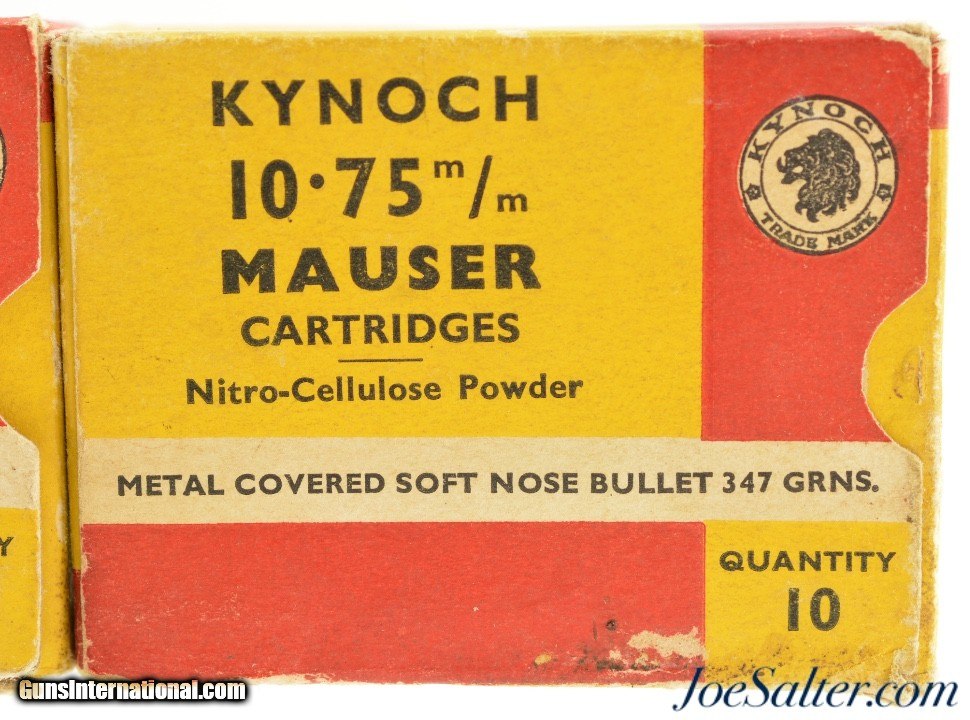 KYNOCH
10·75 m/m
MAUSER
CARTRIDGES
Nitro-Cellulose Powder
KYNOCH
TRADE MARK
METAL COVERED SOFT NOSE BULLET 347 GRNS.
Y
QUANTITY
10
GunsInternational.com
JoeSalter.com